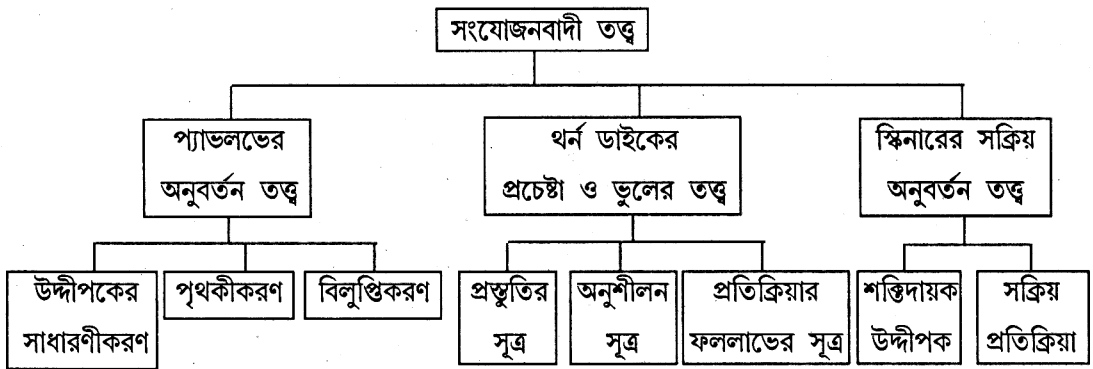 সংযোজনবাদী তত্ত্ব
প্যাভলভের
অনুবর্তন তত্ত্ব
থর্ন ডাইকের
প্রচেষ্টা ও ভুলের তত্ত্ব
স্কিনারের সক্রিয়
অনুবর্তন তত্ত্ব
উদ্দীপকের
সাধারণীকরণ
পৃথকীকরণ
বিলুপ্তিকরণ
প্রস্তুতির
সূত্র
অনুশীলন
সূত্র
প্রতিক্রিয়ার
ফললাভের সূত্র
শক্তিদায়ক
উদ্দীপক
সক্রিয়
প্রতিক্রিয়া